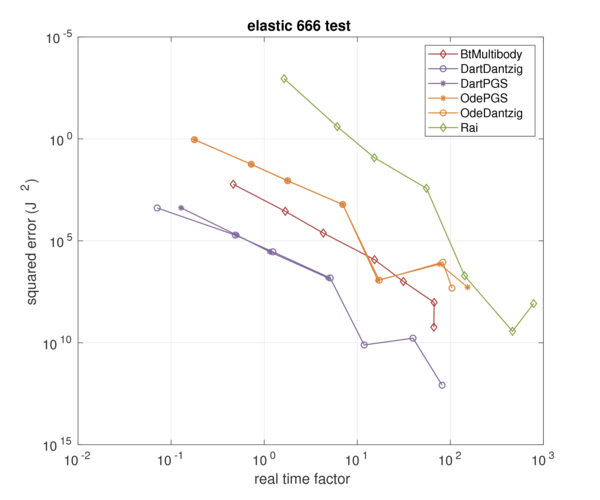 elastic 666 test
10^-5
10^0
10^5
10^10
10^15
squared error (J^2)
BtMultibody
DartDantzig
DartPGS
OdePGS
OdeDantzig
Rai
10^-2 10^-1 10^0 10^1 10^2 10^3
real time factor